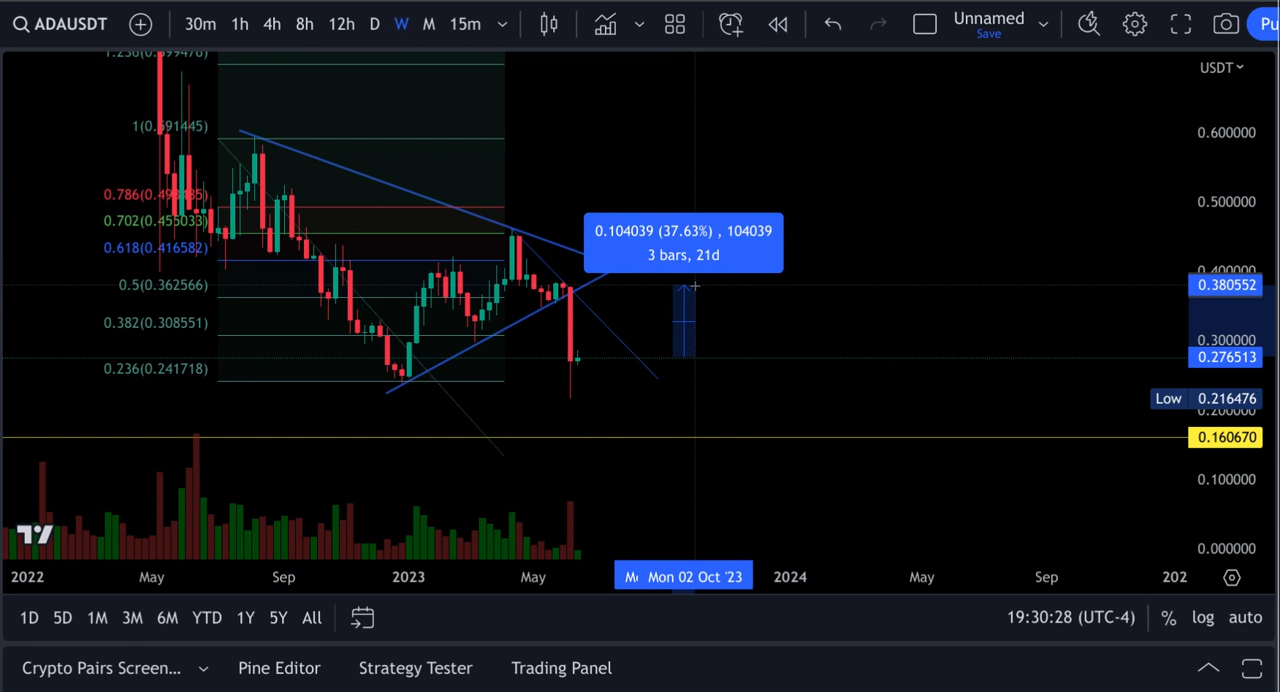 ADAUSDT 30m 1h 4h 8h 12h D W M 15m Unnamed
Save
USDT
1(0.591445)
0.786(0.493185)
0.702(0.455033)
0.618(0.416582)
0.5(0.362566)
0.382(0.308551)
0.236(0.241718)
0.104039 (37.63%) , 104039
3 bars, 21d
0.600000
0.500000
0.400000
0.380552
0.300000
0.276513
Low 0.216476
0.200000
0.160670
0.100000
0.000000
2022 May Sep 2023 May Mon 02 Oct '23 2024 May Sep 202
1D 5D 1M 3M 6M YTD 1Y 5Y All 19:30:28 (UTC-4) % log auto
Crypto Pairs Screen... Pine Editor Strategy Tester Trading Panel